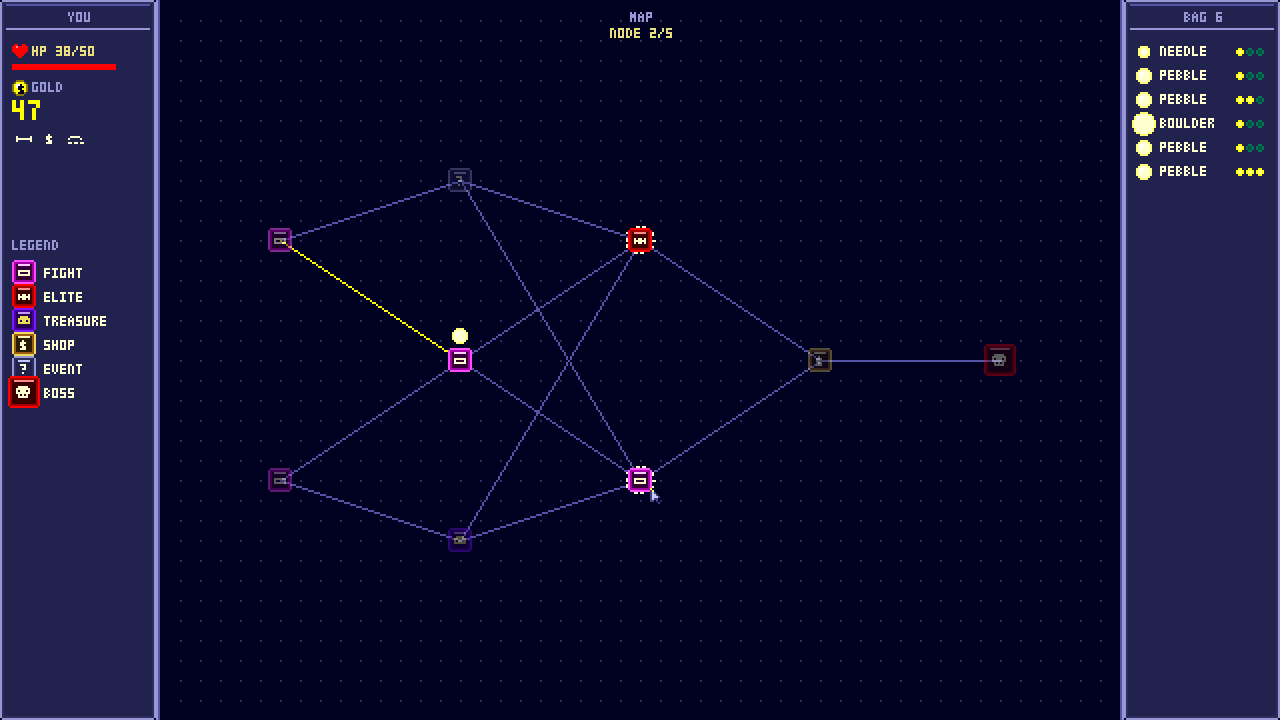 YOU
HP 38/50
GOLD
47
$
LEGEND
FIGHT
ELITE
TREASURE
SHOP
EVENT
BOSS
MAP
NODE 2/5
BAG 6
NEEDLE
PEBBLE
PEBBLE
BOULDER
PEBBLE
PEBBLE